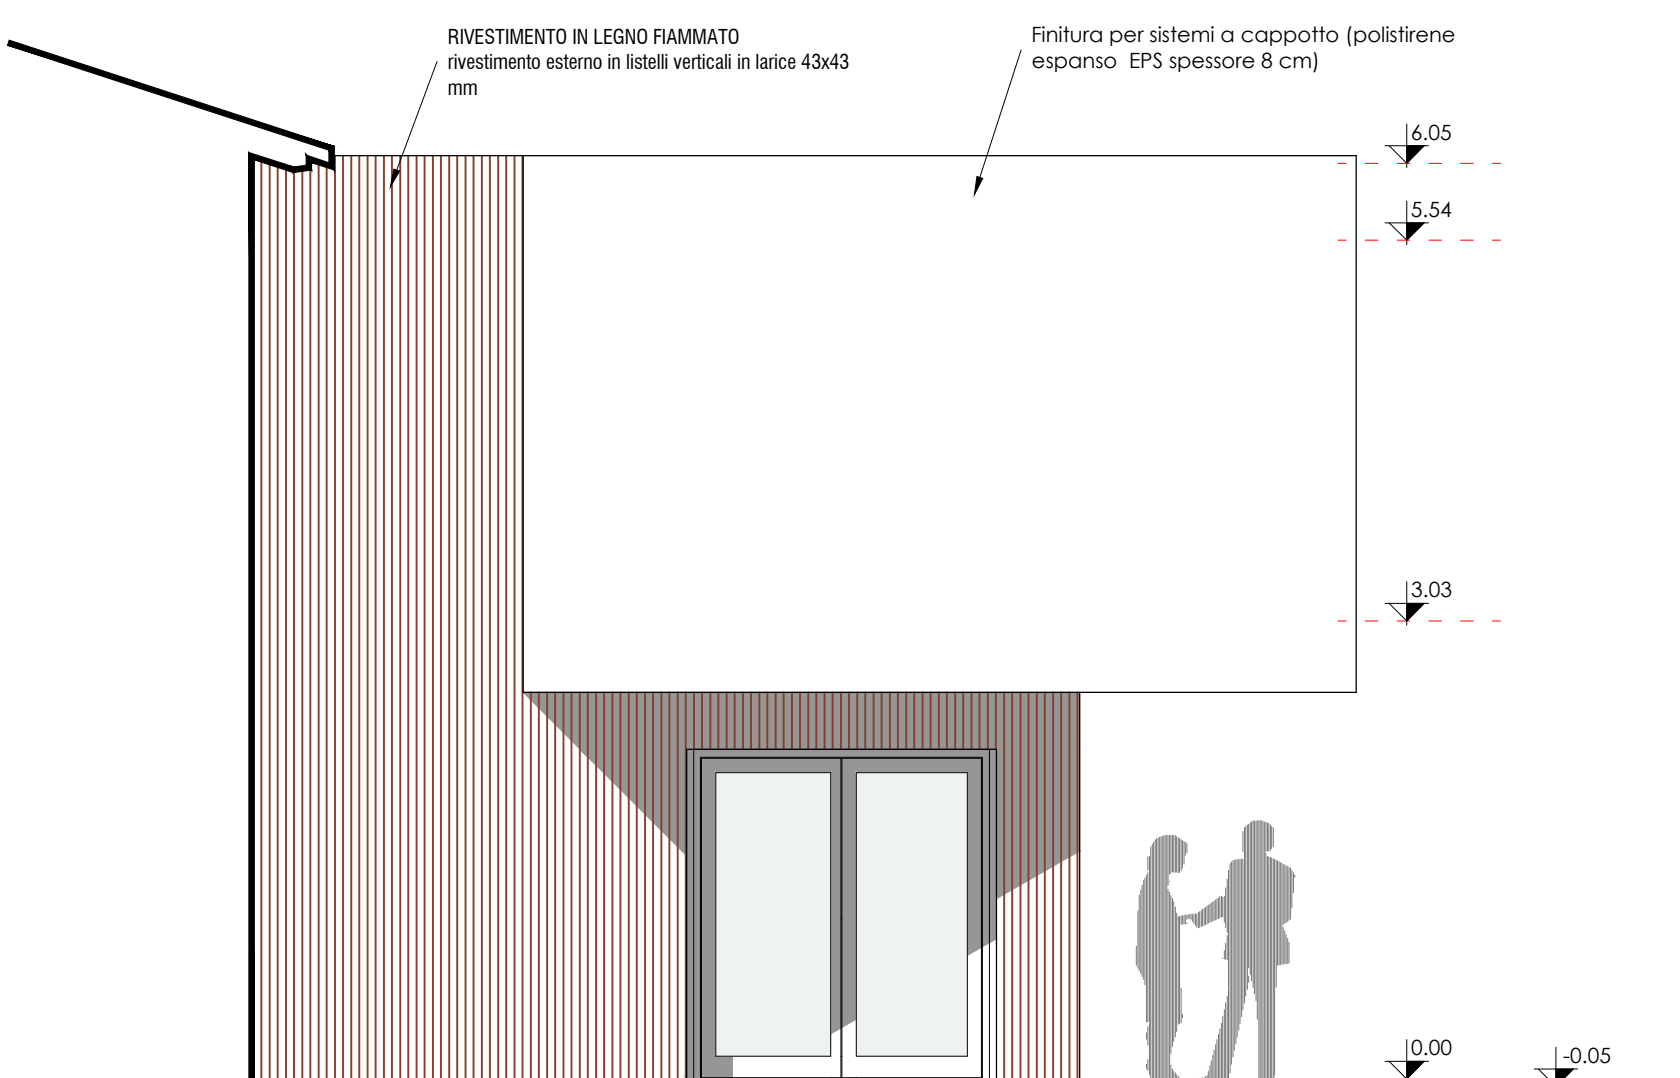 RIVESTIMENTO IN LEGNO FIAMMATO
rivestimento esterno in listelli verticali in larice 43x43
mm
Finitura per sistemi a cappotto (polistirene
espanso  EPS spessore 8 cm)
6.05
5.54
3.03
0.00
-0.05